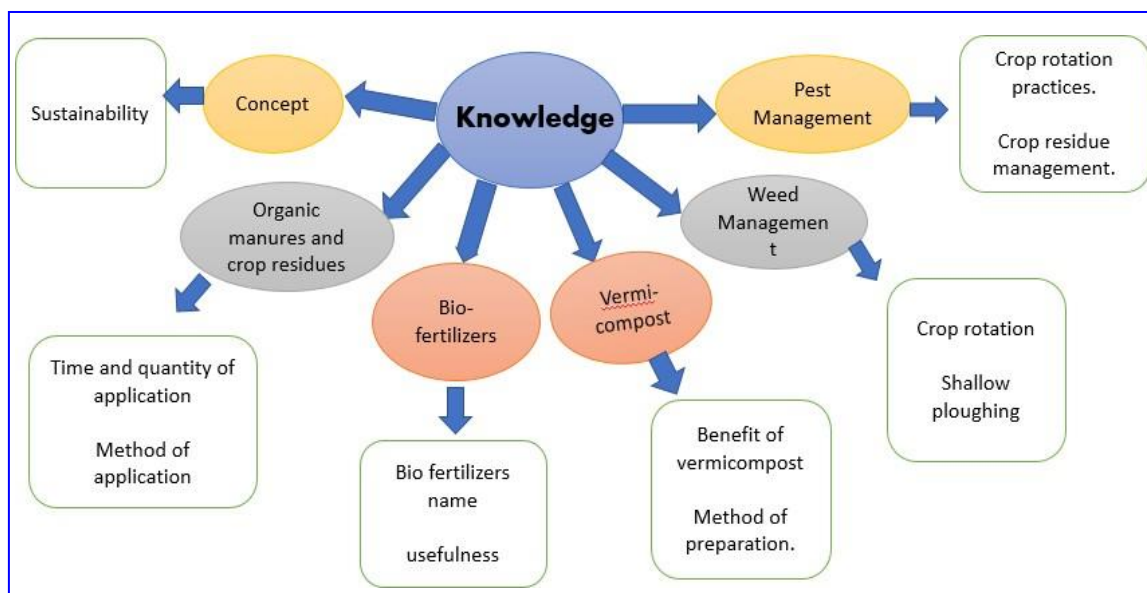 Sustainability
Concept
Knowledge
Pest
Management
Crop rotation
practices.
Crop residue
management.
Organic
manures and
crop residues
Weed
Managemen
t
Bio-
fertilizers
Vermi-
compost
Time and quantity of
application
Method of
application
Bio fertilizers
name
usefulness
Benefit of
vermicompost
Method of
preparation.
Crop rotation
Shallow
ploughing